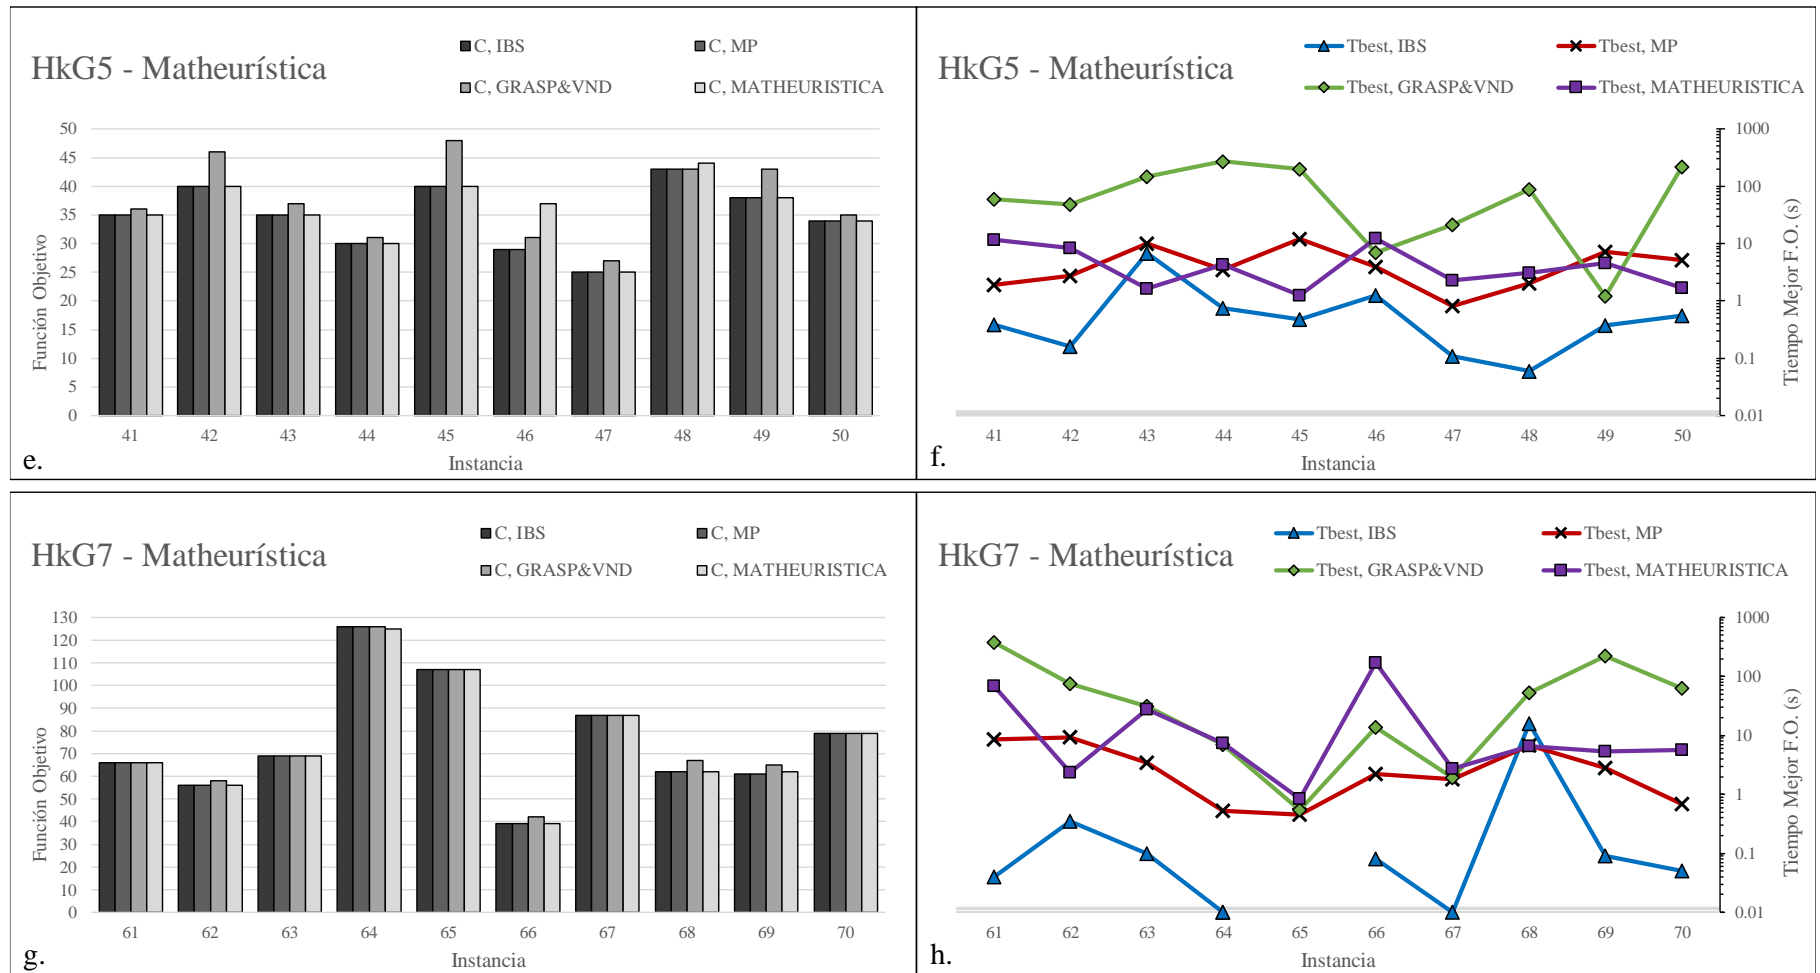 HkG5 - Matheurística
C, IBS
C, MP
C, GRASP&VND
C, MATHEURISTICA
Función Objetivo
50
45
40
35
30
25
20
15
10
5
0
41 42 43 44 45 46 47 48 49 50
Instancia
e.
HkG5 - Matheurística
Tbest, IBS
Tbest, MP
Tbest, GRASP&VND
Tbest, MATHEURISTICA
1000
100
10
1
0.1
0.01
Tiempo Mejor F.O. (s)
41 42 43 44 45 46 47 48 49 50
Instancia
f.
HkG7 - Matheurística
C, IBS
C, MP
C, GRASP&VND
C, MATHEURISTICA
Función Objetivo
130
120
110
100
90
80
70
60
50
40
30
20
10
0
61 62 63 64 65 66 67 68 69 70
Instancia
g.
HkG7 - Matheurística
Tbest, IBS
Tbest, MP
Tbest, GRASP&VND
Tbest, MATHEURISTICA
1000
100
10
1
0.1
0.01
Tiempo Mejor F.O. (s)
61 62 63 64 65 66 67 68 69 70
Instancia
h.